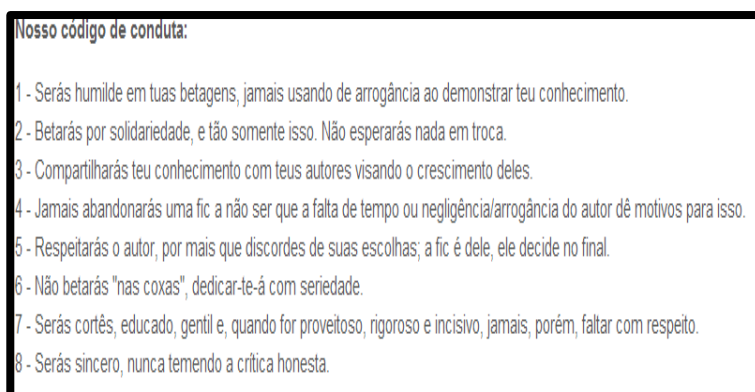 Nosso código de conduta:
1 - Serás humilde em tuas betagens, jamais usando de arrogância ao demonstrar teu conhecimento.
2 - Betarás por solidariedade, e tão somente isso. Não esperarás nada em troca.
3 - Compartilharás teu conhecimento com teus autores visando o crescimento deles.
4 - Jamais abandonarás uma fic a não ser que a falta de tempo ou negligência/arrogância do autor dê motivos para isso.
5 - Respeitarás o autor, por mais que discordes de suas escolhas; a fic é dele, ele decide no final.
6 - Não betarás "nas coxas", dedicar-te-á com seriedade.
7 - Serás cortês, educado, gentil e, quando for proveitoso, rigoroso e incisivo, jamais, porém, faltar com respeito.
8 - Serás sincero, nunca temendo a crítica honesta.